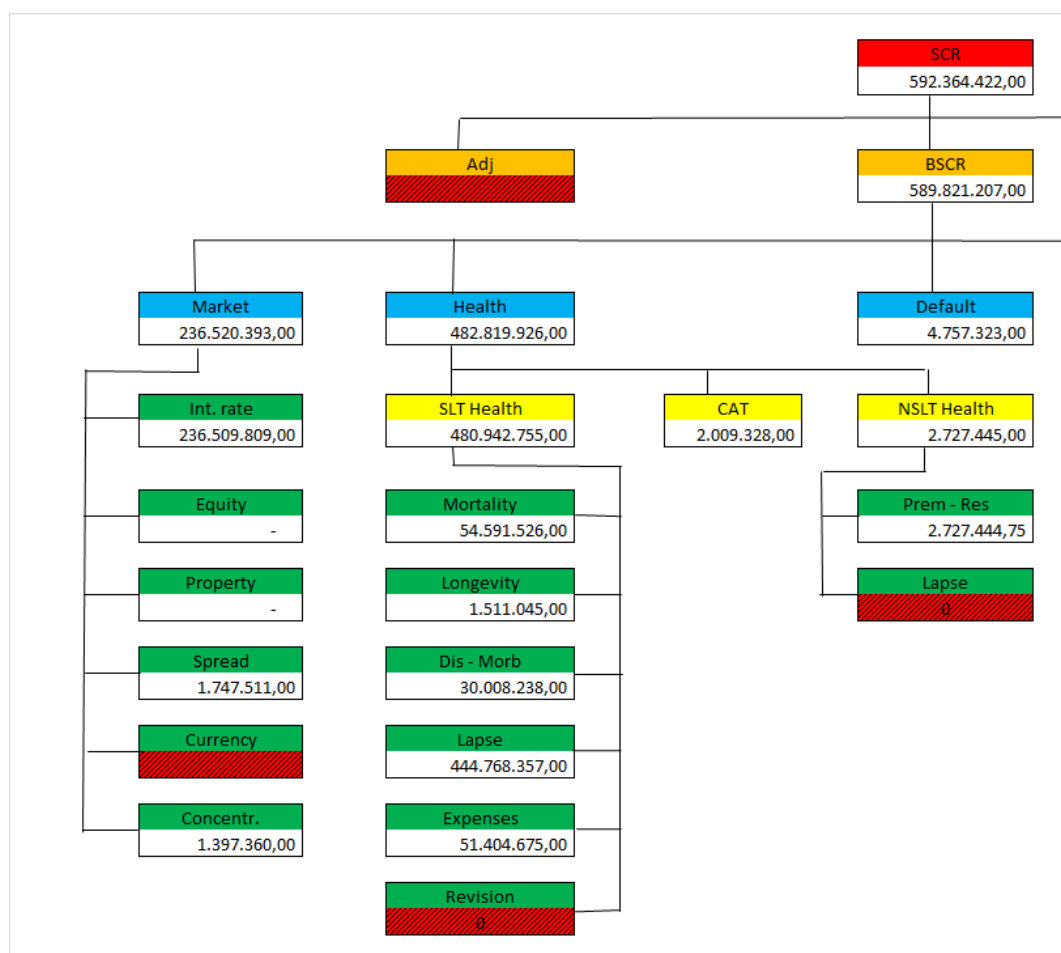 SCR
592.364.422,00
Adj
BSCR
589.821.207,00
Market
236.520.393,00
Health
482.819.926,00
Default
4.757.323,00
Int. rate
236.509.809,00
SLT Health
480.942.755,00
CAT
2.009.328,00
NSLT Health
2.727.445,00
Equity
-
Mortality
54.591.526,00
Prem - Res
2.727.444,75
Property
-
Longevity
1.511.045,00
Lapse
0
Spread
1.747.511,00
Dis - Morb
30.008.238,00
Currency
Lapse
444.768.357,00
Concentr.
1.397.360,00
Expenses
51.404.675,00
Revision
0